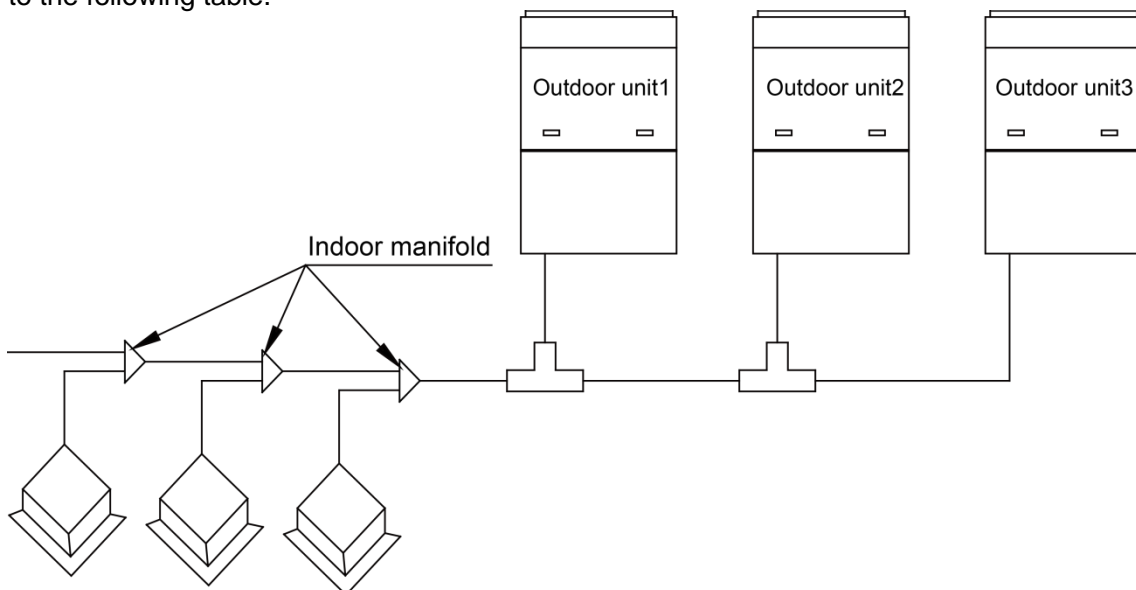 to the following table.
Outdoor unit1
Outdoor unit2
Outdoor unit3
Indoor manifold